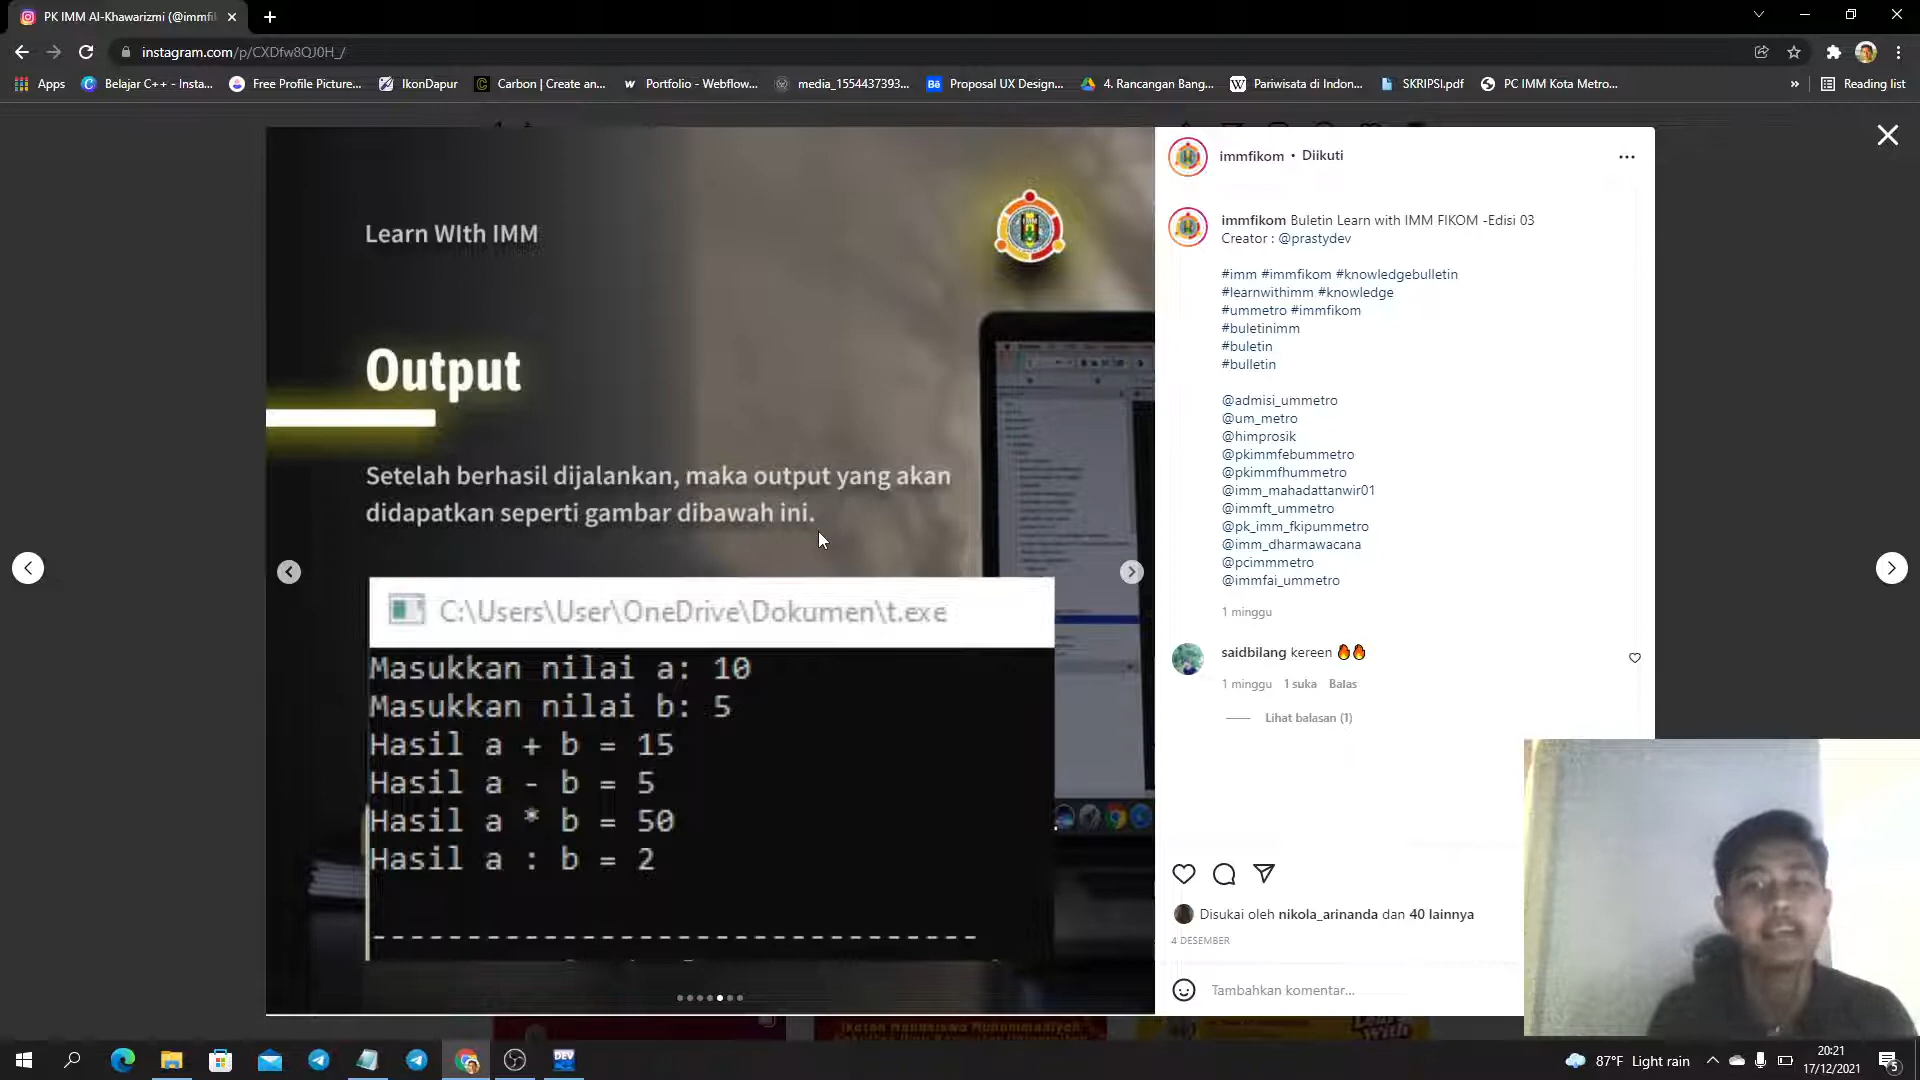 PK IMM Al-Khawarizmi (@immfi
instagram.com/p/CXDfw8QJ0H_/
Apps
Belajar C++ - Insta...
Free Profile Picture...
IkonDapur
Carbon | Create an...
Portfolio - Webflow...
media_1554437393...
Proposal UX Design...
4. Rancangan Bang...
Pariwisata di Indon...
SKRIPSI.pdf
PC IMM Kota Metro...
Reading list
Learn WIth IMM
Output
Setelah berhasil dijalankan, maka output yang akan
didapatkan seperti gambar dibawah ini.
C:\Users\User\OneDrive\Dokumen\t.exe
Masukkan nilai a: 10
Masukkan nilai b: 5
Hasil a + b = 15
Hasil a - b = 5
Hasil a * b = 50
Hasil a : b = 2
--------------------------------
immfikom • Diikuti
immfikom Buletin Learn with IMM FIKOM -Edisi 03
Creator : @prastydev
#imm #immfikom #knowledgebulletin
#learnwithimm #knowledge
#ummetro #immfikom
#buletinimm
#buletin
#bulletin
@admisi_ummetro
@um_metro
@himprosik
@pkimmfebummetro
@pkimmfhummetro
@imm_mahadattanwir01
@immft_ummetro
@pk_imm_fkipummetro
@imm_dharmawacana
@pcimmmetro
@immfai_ummetro
1 minggu
saidbilang kereen 🔥🔥
1 minggu 1 suka Balas
Lihat balasan (1)
Disukai oleh nikola_arinanda dan 40 lainnya
4 DESEMBER
Tambahkan komentar...
Ikatan Mahasiswa Muhammadiyah
DEV
87°F Light rain
20:21
17/12/2021
5